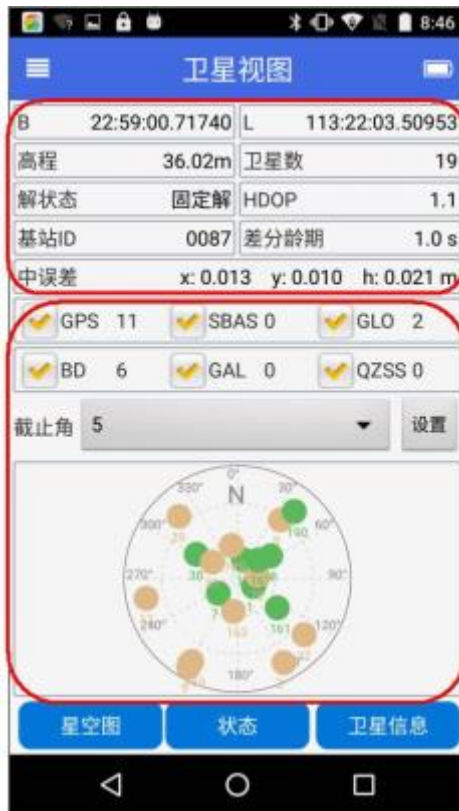 8:46
卫星视图
B 22:59:00.71740 L 113:22:03.50953
高程 36.02m 卫星数 19
解状态 固定解 HDOP 1.1
基站ID 0087 差分龄期 1.0 s
中误差 x: 0.013 y: 0.010 h: 0.021 m
GPS 11 SBAS 0 GLO 2
BD 6 GAL 0 QZSS 0
截止角 5 设置
0°
330° N 30°
300° 60°
190
36
270° 90°
240° 120°
161
180°
星空图 状态 卫星信息